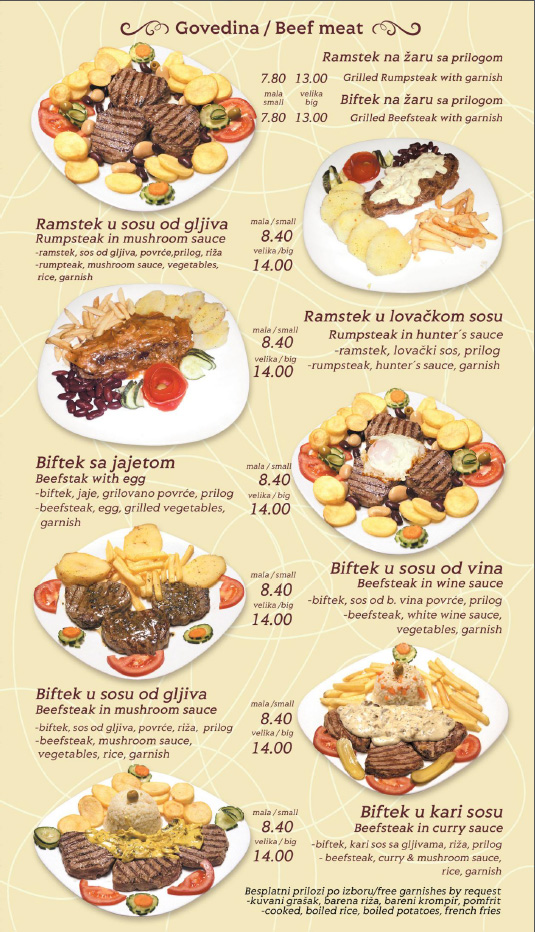 Govedina / Beef meat
Ramstek na žaru sa prilogom
7.80 13.00 Grilled Rumpsteak with garnish
mala small velika big
Biftek na žaru sa prilogom
7.80 13.00 Grilled Beefsteak with garnish
Ramstek u sosu od gljiva
Rumpsteak in mushroom sauce
-ramstek, sos od gljiva, povrće,prilog, riža
-rumpteak, mushroom sauce, vegetables,
rice, garnish
mala / small
8.40
velika /big
14.00
Ramstek u lovačkom sosu
Rumpsteak in hunter´s sauce
-ramstek, lovački sos, prilog
-rumpsteak, hunter´s sauce, garnish
mala / small
8.40
velika / big
14.00
Biftek sa jajetom
Beefstak with egg
-biftek, jaje, grilovano povrće, prilog
-beefsteak, egg, grilled vegetables,
garnish
mala / small
8.40
velika / big
14.00
Biftek u sosu od vina
Beefsteak in wine sauce
-biftek, sos od b. vina povrće, prilog
-beefsteak, white wine sauce,
vegetables, garnish
mala / small
8.40
velika / big
14.00
Biftek u sosu od gljiva
Beefsteak in mushroom sauce
-biftek, sos od gljiva, povrće, riža, prilog
-beefsteak, mushroom sauce,
vegetables, rice, garnish
mala /small
8.40
velika / big
14.00
Biftek u kari sosu
Beefsteak in curry sauce
-biftek, kari sos sa gljivama, riža, prilog
- beefsteak, curry & mushroom sauce,
rice, garnish
mala / small
8.40
velika / big
14.00
Besplatni prilozi po izboru/free garnishes by request
-kuvani grašak, barena riža, bareni krompir, pomfrit
-cooked, boiled rice, boiled potatoes, french fries